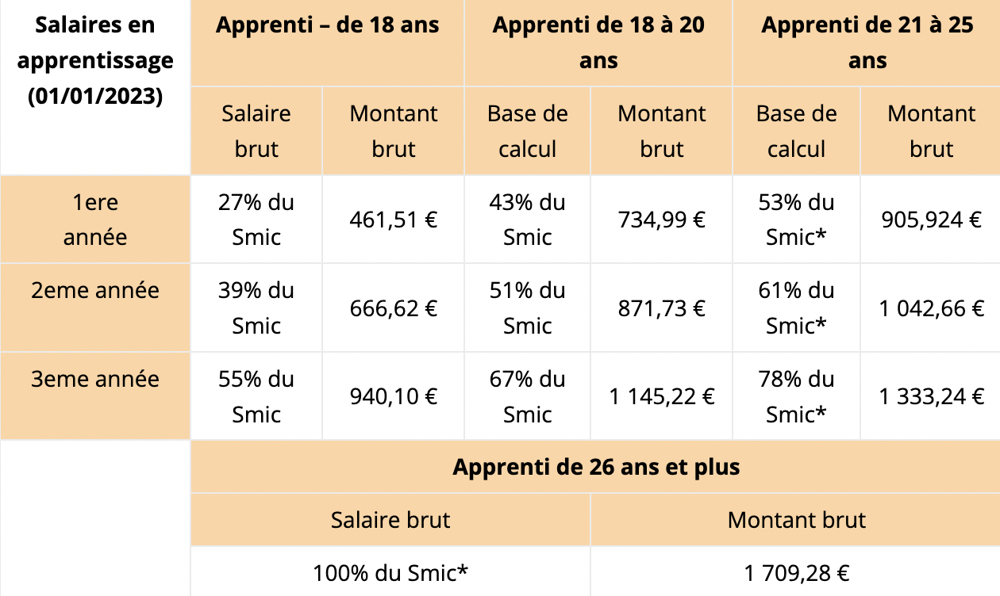 Salaires en
apprentissage
(01/01/2023)
Apprenti – de 18 ans
Apprenti de 18 à 20
ans
Apprenti de 21 à 25
ans
Salaire
brut
Montant
brut
Base de
calcul
Montant
brut
Base de
calcul
Montant
brut
1ere
année
27% du
Smic
461,51 €
43% du
Smic
734,99 €
53% du
Smic*
905,924 €
2eme année
39% du
Smic
666,62 €
51% du
Smic
871,73 €
61% du
Smic*
1 042,66 €
3eme année
55% du
Smic
940,10 €
67% du
Smic
1 145,22 €
78% du
Smic*
1 333,24 €
Apprenti de 26 ans et plus
Salaire brut
Montant brut
100% du Smic*
1 709,28 €